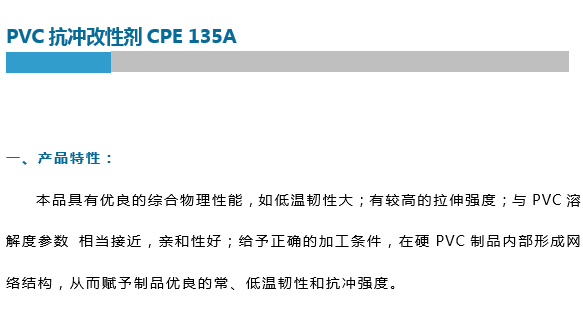 PVC 抗冲改性剂 CPE 135A
一、产品特性：
本品具有优良的综合物理性能，如低温韧性大；有较高的拉伸强度；与 PVC 溶
解度参数 相当接近，亲和性好；给予正确的加工条件，在硬 PVC 制品内部形成网
络结构，从而赋予制品优良的常、低温韧性和抗冲强度。